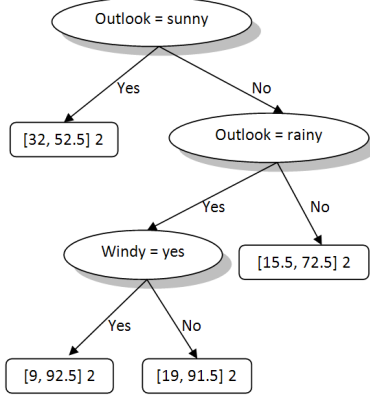 Outlook = sunny
Yes
No
[32, 52.5] 2
Outlook = rainy
Yes
No
Windy = yes
[15.5, 72.5] 2
Yes
No
[9, 92.5] 2
[19, 91.5] 2